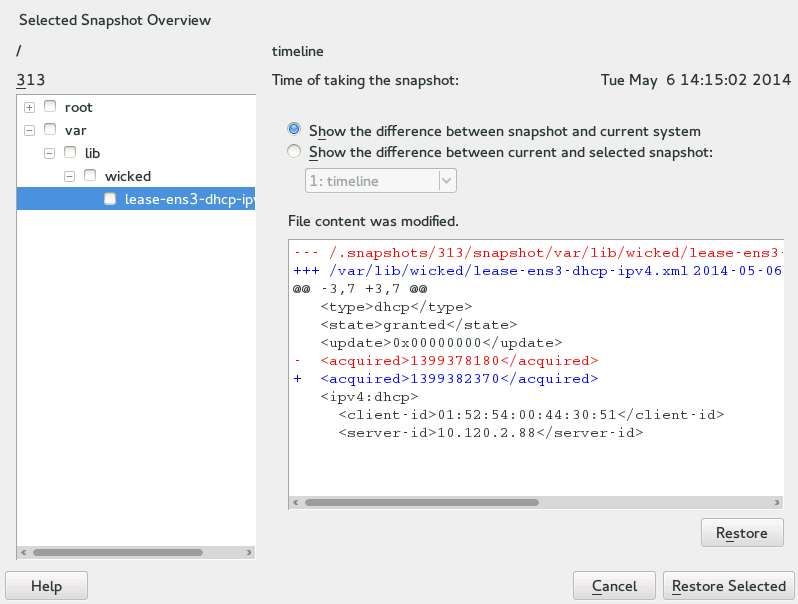 Selected Snapshot Overview
/
timeline
313
Time of taking the snapshot:
Tue May 6 14:15:02 2014
root
var
lib
wicked
lease-ens3-dhcp-ipv
Show the difference between snapshot and current system
Show the difference between current and selected snapshot:
1: timeline
File content was modified.
--- /.snapshots/313/snapshot/var/lib/wicked/lease-ens3-
+++ /var/lib/wicked/lease-ens3-dhcp-ipv4.xml 2014-05-06
@@ -3,7 +3,7 @@
<type>dhcp</type>
<state>granted</state>
<update>0x00000000</update>
- <acquired>1399378180</acquired>
+ <acquired>1399382370</acquired>
<ipv4:dhcp>
<client-id>01:52:54:00:44:30:51</client-id>
<server-id>10.120.2.88</server-id>
Restore
Help
Cancel
Restore Selected